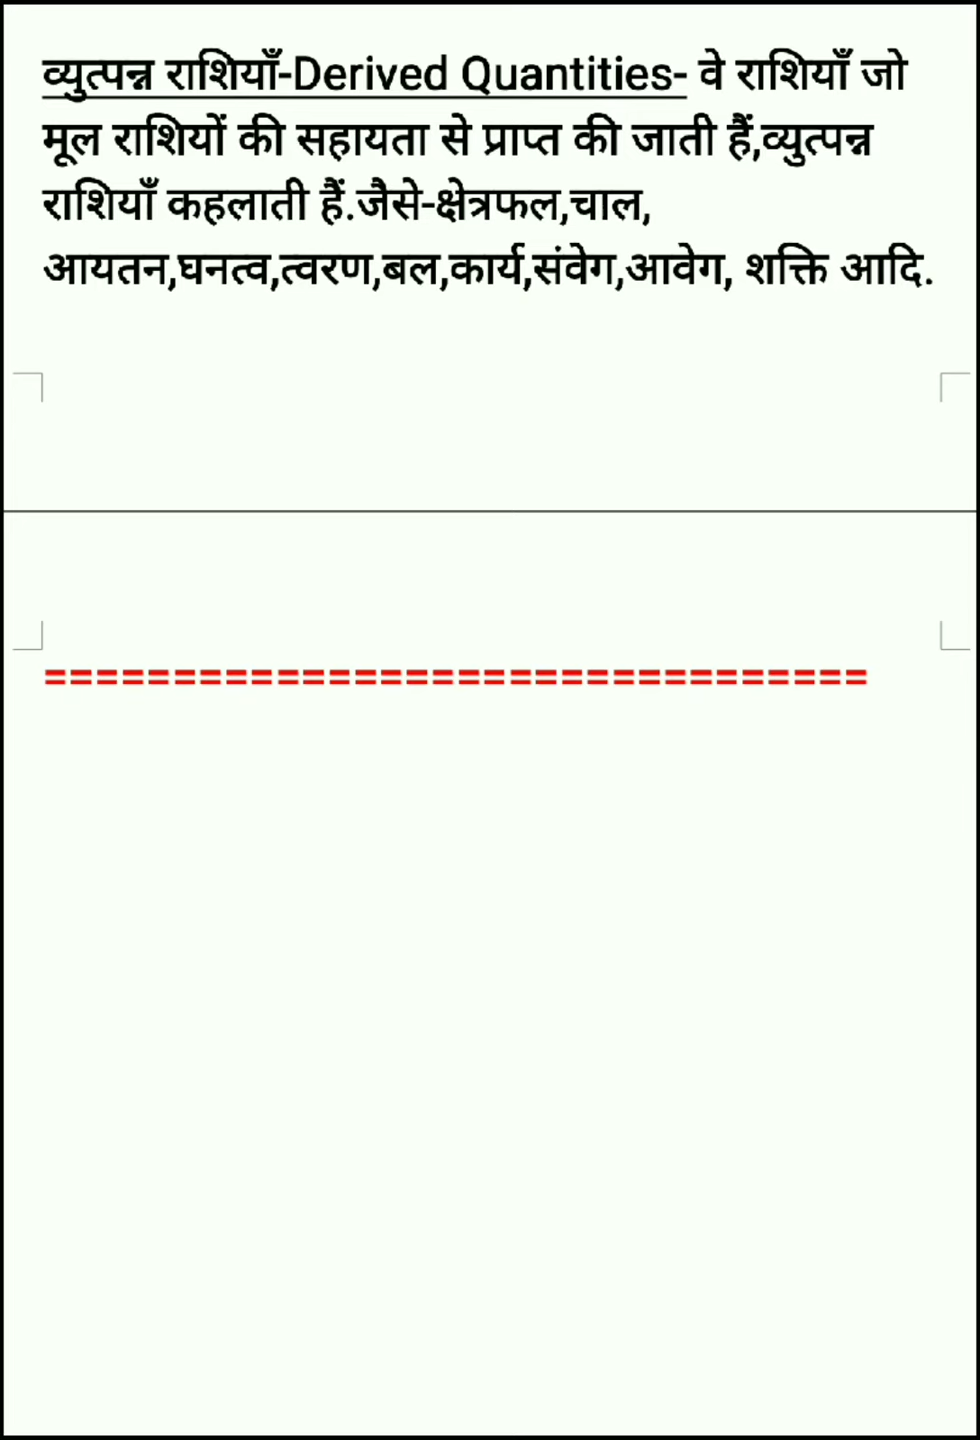 व्युत्पन्न राशियाँ-Derived Quantities- वे राशियाँ जो
मूल राशियों की सहायता से प्राप्त की जाती हैं,व्युत्पन्न
राशियाँ कहलाती हैं.जैसे-क्षेत्रफल,चाल,
आयतन,घनत्व,त्वरण,बल,कार्य,संवेग,आवेग, शक्ति आदि.
================================